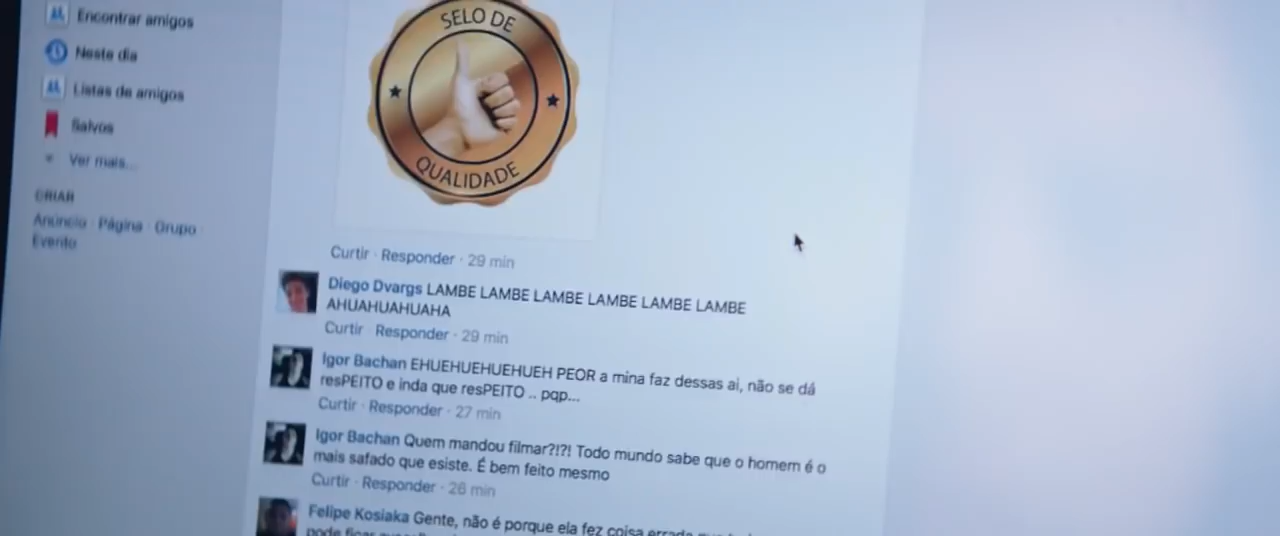 Encontrar amigos
Neste dia
Listas de amigos
Salvos
Ver mais...
CRIAR
Anúncio · Página · Grupo ·
Evento
SELO DE
QUALIDADE
Curtir · Responder · 29 min
Diego Dvargs LAMBE LAMBE LAMBE LAMBE LAMBE LAMBE
AHUAHUAHUAHA
Curtir · Responder · 29 min
Igor Bachan EHUEHUEHUEHUEH PEOR a mina faz dessas ai, não se dá
resPEITO e inda que resPEITO .. pqp...
Curtir · Responder · 27 min
Igor Bachan Quem mandou filmar?!?! Todo mundo sabe que o homem é o
mais safado que esiste. É bem feito mesmo
Curtir · Responder · 26 min
Felipe Kosiaka Gente, não é porque ela fez coisa errada
pode ficar